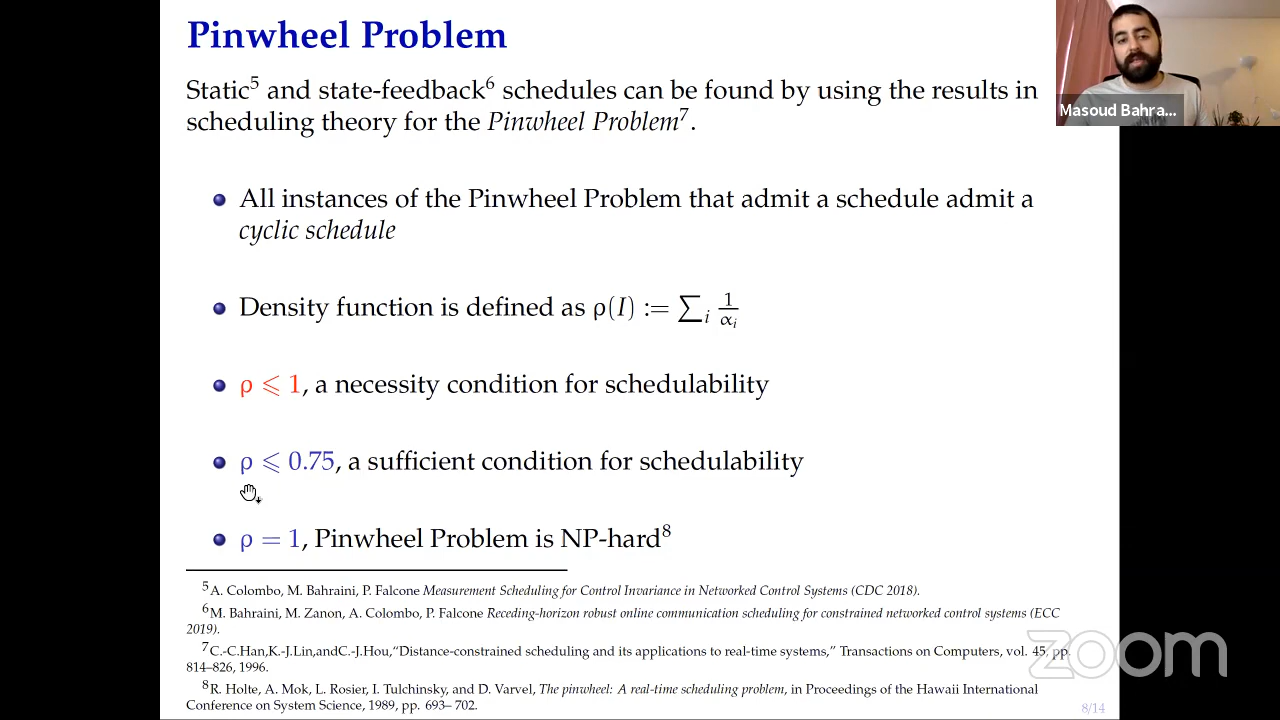 Pinwheel Problem
Static⁵ and state-feedback⁶ schedules can be found by using the results in
scheduling theory for the Pinwheel Problem⁷.
All instances of the Pinwheel Problem that admit a schedule admit a
cyclic schedule
Density function is defined as ρ(I) := ∑ᵢ 1/αᵢ
ρ ⩽ 1, a necessity condition for schedulability
ρ ⩽ 0.75, a sufficient condition for schedulability
ρ = 1, Pinwheel Problem is NP-hard⁸
⁵A. Colombo, M. Bahraini, P. Falcone Measurement Scheduling for Control Invariance in Networked Control Systems (CDC 2018).
⁶M. Bahraini, M. Zanon, A. Colombo, P. Falcone Receding-horizon robust online communication scheduling for constrained networked control systems (ECC
2019).
⁷C.-C.Han,K.-J.Lin,andC.-J.Hou,“Distance-constrained scheduling and its applications to real-time systems,” Transactions on Computers, vol. 45, pp.
814–826, 1996.
⁸R. Holte, A. Mok, L. Rosier, I. Tulchinsky, and D. Varvel, The pinwheel: A real-time scheduling problem, in Proceedings of the Hawaii International
Conference on System Science, 1989, pp. 693– 702.
8/14
Masoud Bahra...
zoom